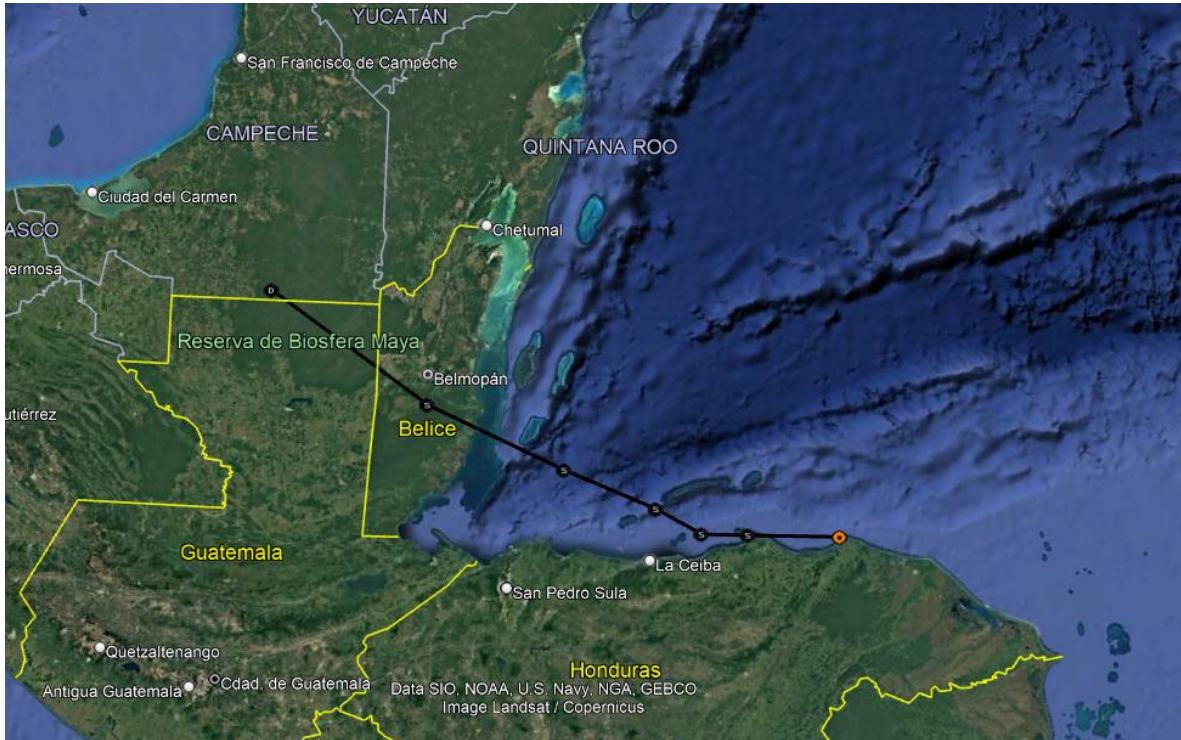 YUCATÁN
San Francisco de Campeche
CAMPECHE
QUINTANA ROO
Ciudad del Carmen
ASCO
Chetumal
hermosa
D
Reserva de Biosfera Maya
Belmopán
utiérrez
S
Belice
S
S
S
S
Guatemala
La Ceiba
San Pedro Sula
Quetzaltenango
Honduras
Cdad. de Guatemala
Antigua Guatemala
Data SIO, NOAA, U.S. Navy, NGA, GEBCO
Image Landsat / Copernicus